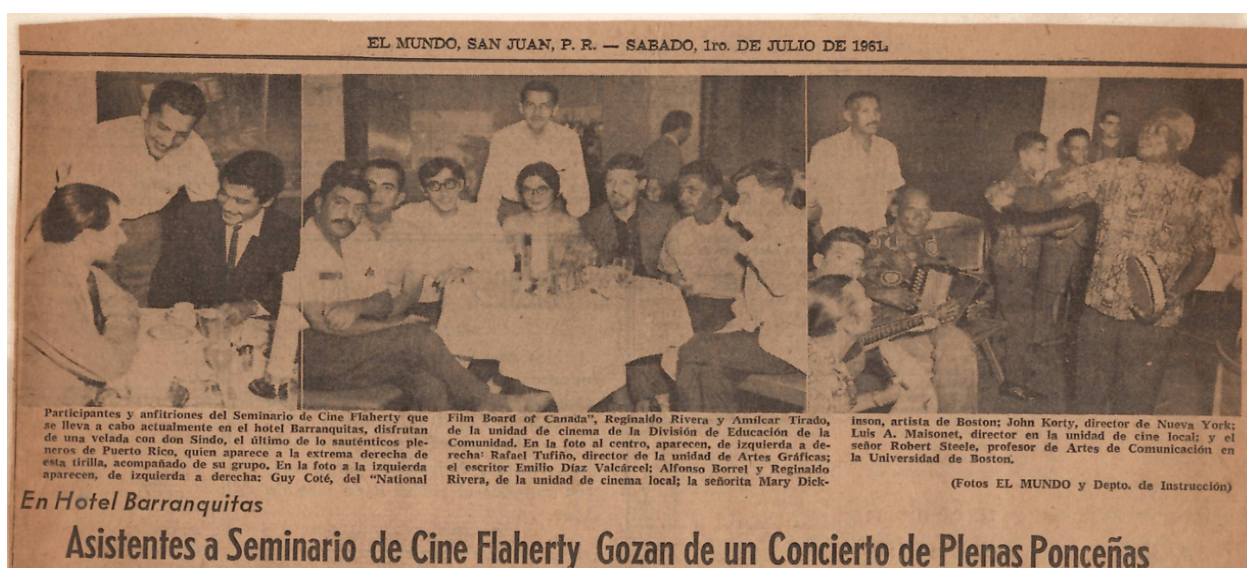 EL MUNDO, SAN JUAN, P. R. — SABADO, 1ro. DE JULIO DE 1961.
Participantes y anfitriones del Seminario de Cine Flaherty que
se lleva a cabo actualmente en el hotel Barranquitas, disfrutan
de una velada con don Sindo, el último de lo sauténticos ple-
neros de Puerto Rico, quien aparece a la extrema derecha de
esta tirilla, acompañado de su grupo. En la foto a la izquierda
aparecen, de izquierda a derecha: Guy Coté, del "National
Film Board of Canada", Reginaldo Rivera y Amílcar Tirado,
de la unidad de cinema de la División de Educación de la
Comunidad. En la foto al centro, aparecen, de izquierda a de-
recha: Rafael Tufiño, director de la unidad de Artes Gráficas;
el escritor Emilio Díaz Valcárcel; Alfonso Borrel y Reginaldo
Rivera, de la unidad de cinema local; la señorita Mary Dick-
inson, artista de Boston; John Korty, director de Nueva York;
Luis A. Maisonet, director en la unidad de cine local; y el
señor Robert Steele, profesor de Artes de Comunicación en
la Universidad de Boston.
(Fotos EL MUNDO y Depto. de Instrucción)
En Hotel Barranquitas
Asistentes a Seminario de Cine Flaherty Gozan de un Concierto de Plenas Ponceñas